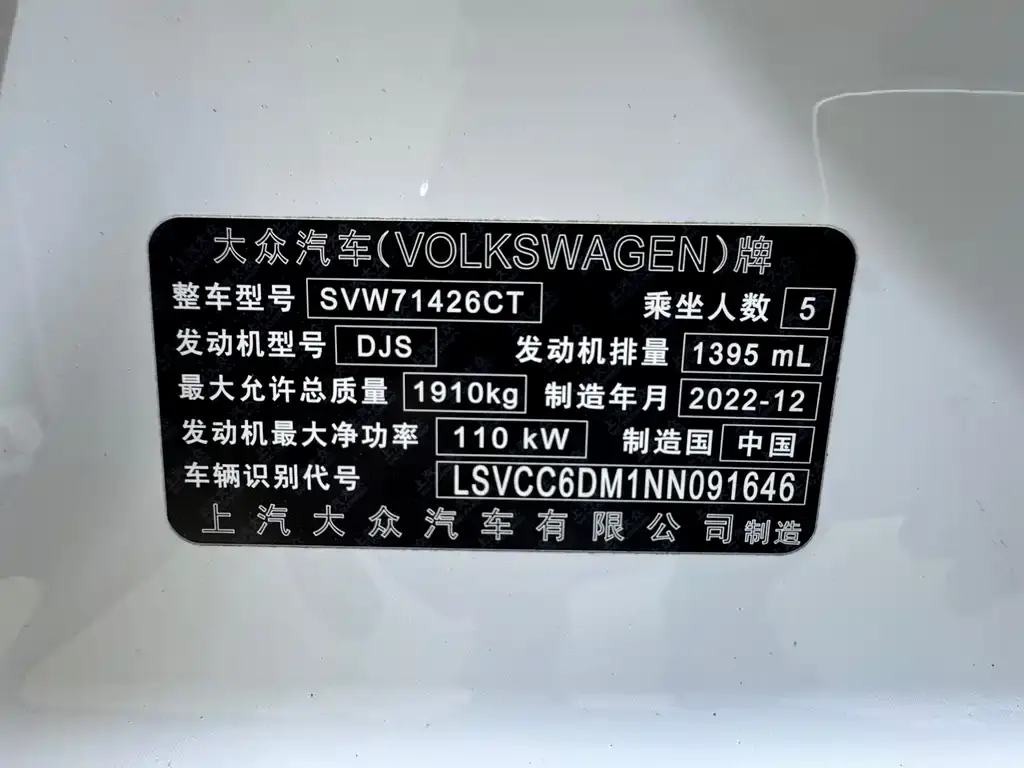 大众汽车(VOLKSWAGEN)牌
整车型号 SVW71426CT 乘坐人数 5
发动机型号 DJS 发动机排量 1395 mL
最大允许总质量 1910kg 制造年月 2022-12
发动机最大净功率 110 kW 制造国 中国
车辆识别代号 LSVCC6DM1NN091646
上汽大众汽车有限公司制造